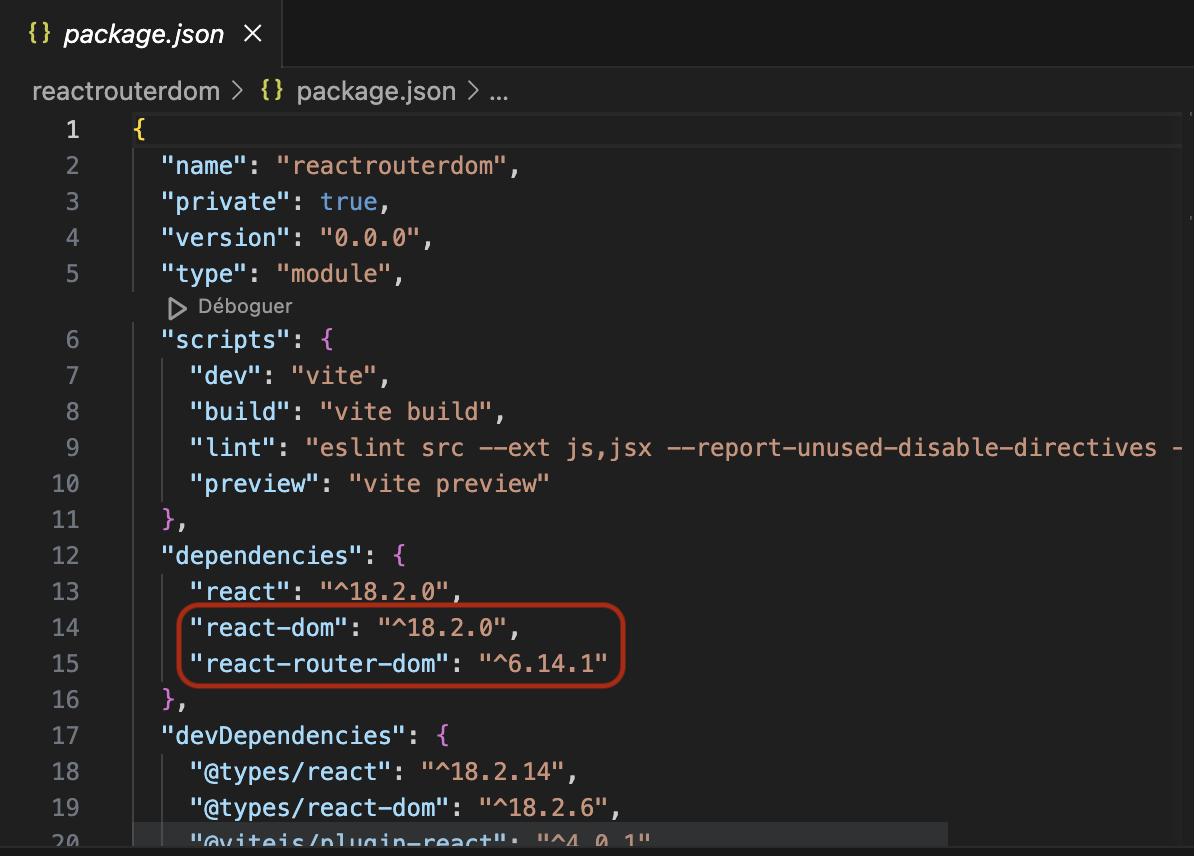 {} package.json ×
reactrouterdom > {} package.json > ...
1 {
2 "name": "reactrouterdom",
3 "private": true,
4 "version": "0.0.0",
5 "type": "module",
Déboguer
6 "scripts": {
7 "dev": "vite",
8 "build": "vite build",
9 "lint": "eslint src --ext js,jsx --report-unused-disable-directives -
10 "preview": "vite preview"
11 },
12 "dependencies": {
13 "react": "^18.2.0",
14 "react-dom": "^18.2.0",
15 "react-router-dom": "^6.14.1"
16 },
17 "devDependencies": {
18 "@types/react": "^18.2.14",
19 "@types/react-dom": "^18.2.6",
20 "@vitejs/plugin-react": "^4.0.1"